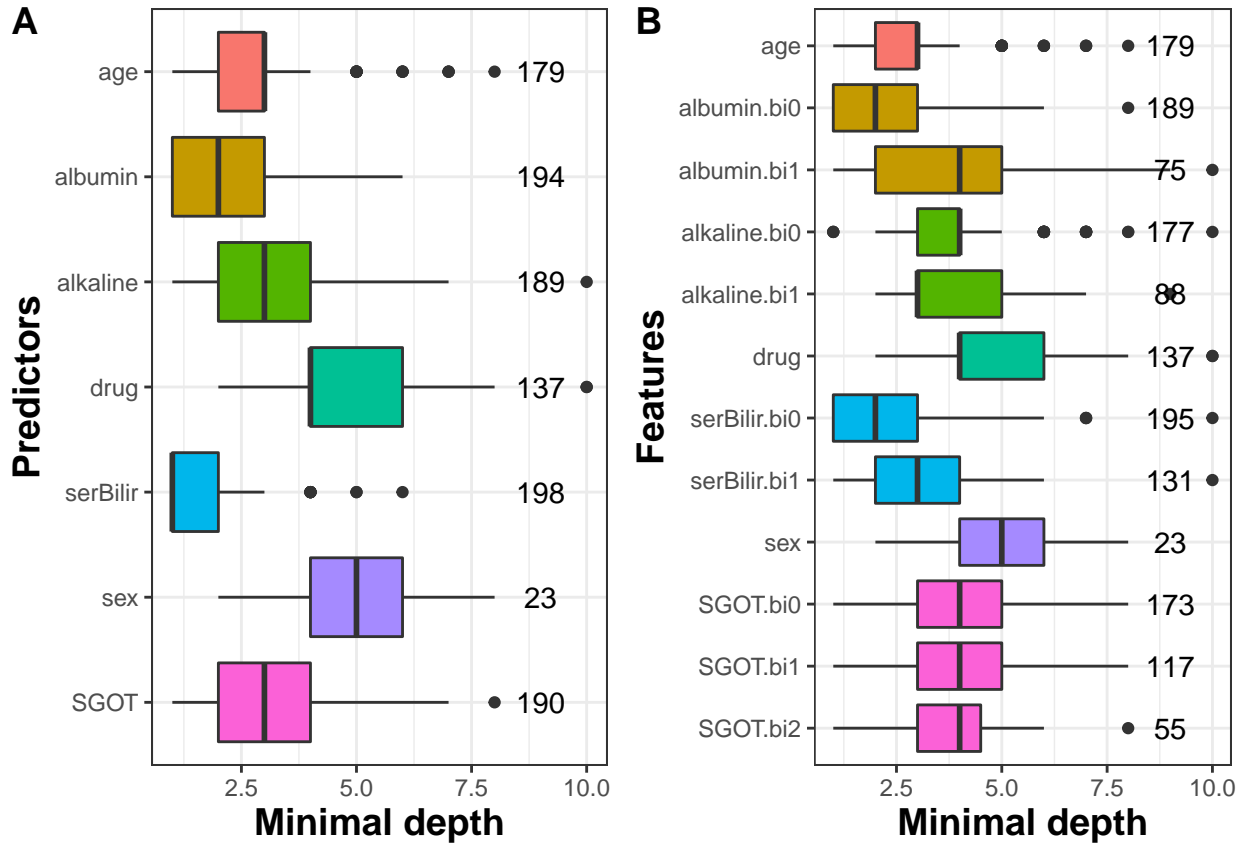 A
Predictors
age
179
albumin
194
alkaline
189
drug
137
serBilir
198
sex
23
SGOT
190
2.5 5.0 7.5 10.0
Minimal depth
B
Features
age
179
albumin.bi0
189
albumin.bi1
75
alkaline.bi0
177
alkaline.bi1
88
drug
137
serBilir.bi0
195
serBilir.bi1
131
sex
23
SGOT.bi0
173
SGOT.bi1
117
SGOT.bi2
55
2.5 5.0 7.5 10.0
Minimal depth